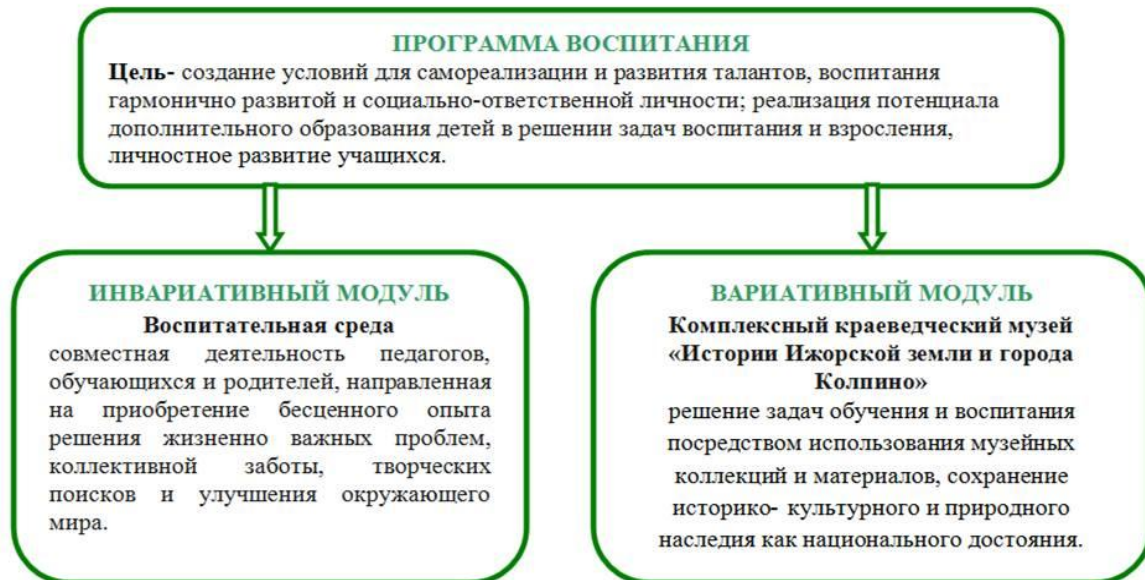 ПРОГРАММА ВОСПИТАНИЯ
Цель- создание условий для самореализации и развития талантов, воспитания
гармонично развитой и социально-ответственной личности; реализация потенциала
дополнительного образования детей в решении задач воспитания и взросления,
личностное развитие учащихся.
ИНВАРИАТИВНЫЙ МОДУЛЬ
Воспитательная среда
совместная деятельность педагогов,
обучающихся и родителей, направленная
на приобретение бесценного опыта
решения жизненно важных проблем,
коллективной заботы, творческих
поисков и улучшения окружающего
мира.
ВАРИАТИВНЫЙ МОДУЛЬ
Комплексный краеведческий музей
«Истории Ижорской земли и города
Колпино»
решение задач обучения и воспитания
посредством использования музейных
коллекций и материалов, сохранение
историко- культурного и природного
наследия как национального достояния.